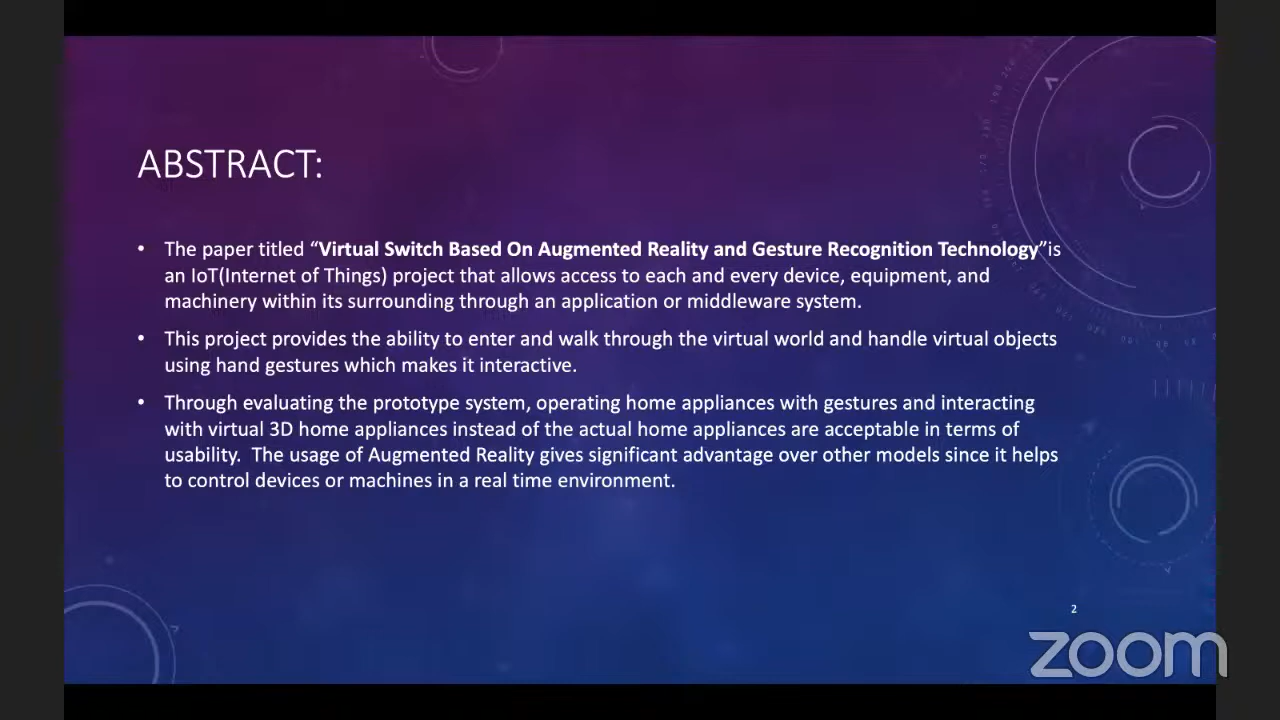 ABSTRACT:
• The paper titled “Virtual Switch Based On Augmented Reality and Gesture Recognition Technology”is
an IoT(Internet of Things) project that allows access to each and every device, equipment, and
machinery within its surrounding through an application or middleware system.
• This project provides the ability to enter and walk through the virtual world and handle virtual objects
using hand gestures which makes it interactive.
• Through evaluating the prototype system, operating home appliances with gestures and interacting
with virtual 3D home appliances instead of the actual home appliances are acceptable in terms of
usability.  The usage of Augmented Reality gives significant advantage over other models since it helps
to control devices or machines in a real time environment.
2
zoom